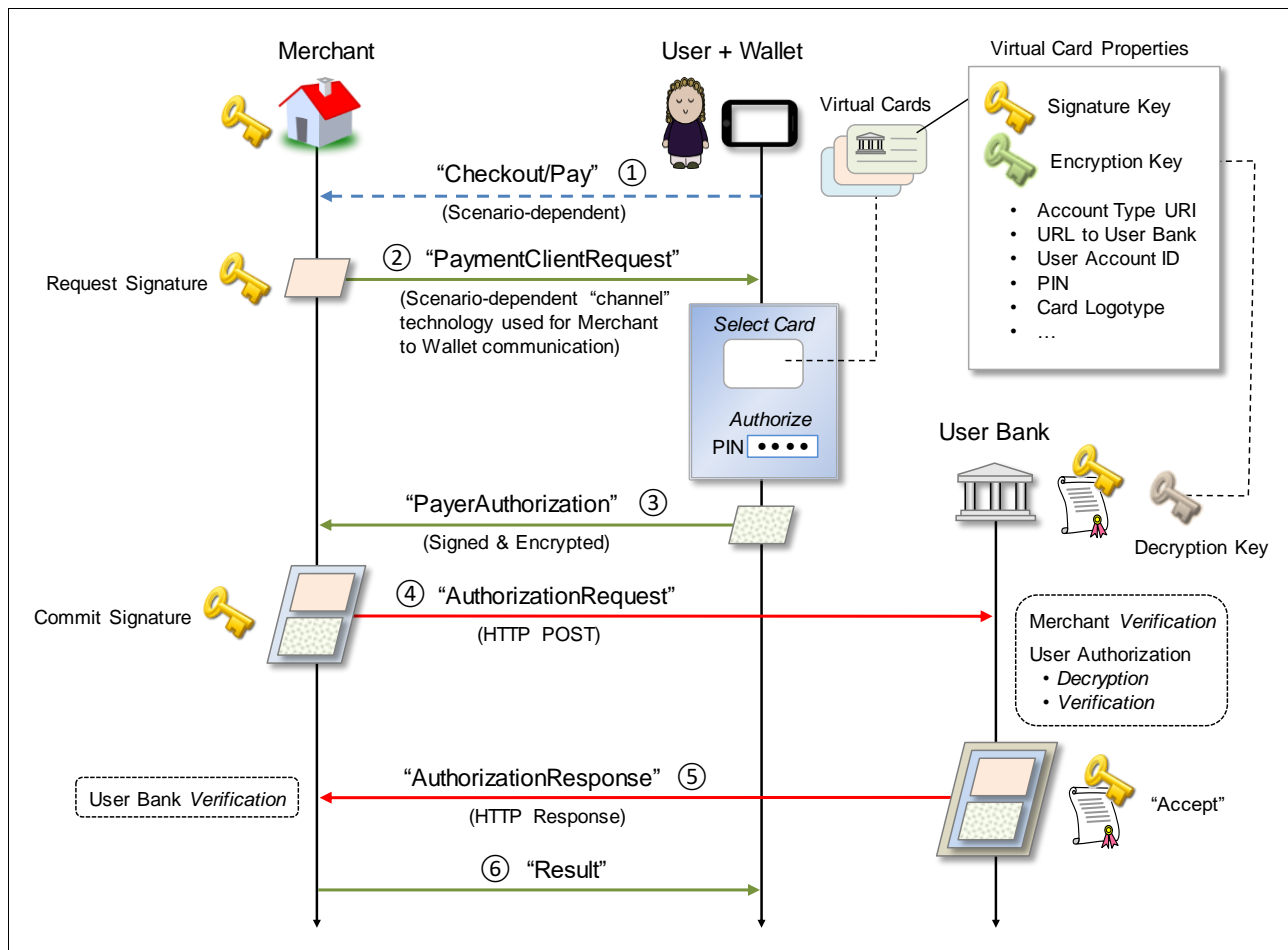 Merchant
User + Wallet
Virtual Card Properties
Virtual Cards
Signature Key
Encryption Key
• Account Type URI
• URL to User Bank
• User Account ID
• PIN
• Card Logotype
• …
“Checkout/Pay” ①
(Scenario-dependent)
Request Signature
② “PaymentClientRequest”
(Scenario-dependent “channel”
technology used for Merchant
to Wallet communication)
Select Card
Authorize
PIN ••••
User Bank
Decryption Key
“PayerAuthorization” ③
(Signed & Encrypted)
Commit Signature
④ “AuthorizationRequest”
(HTTP POST)
Merchant Verification
User Authorization
• Decryption
• Verification
“AuthorizationResponse” ⑤
(HTTP Response)
User Bank Verification
“Accept”
⑥ “Result”